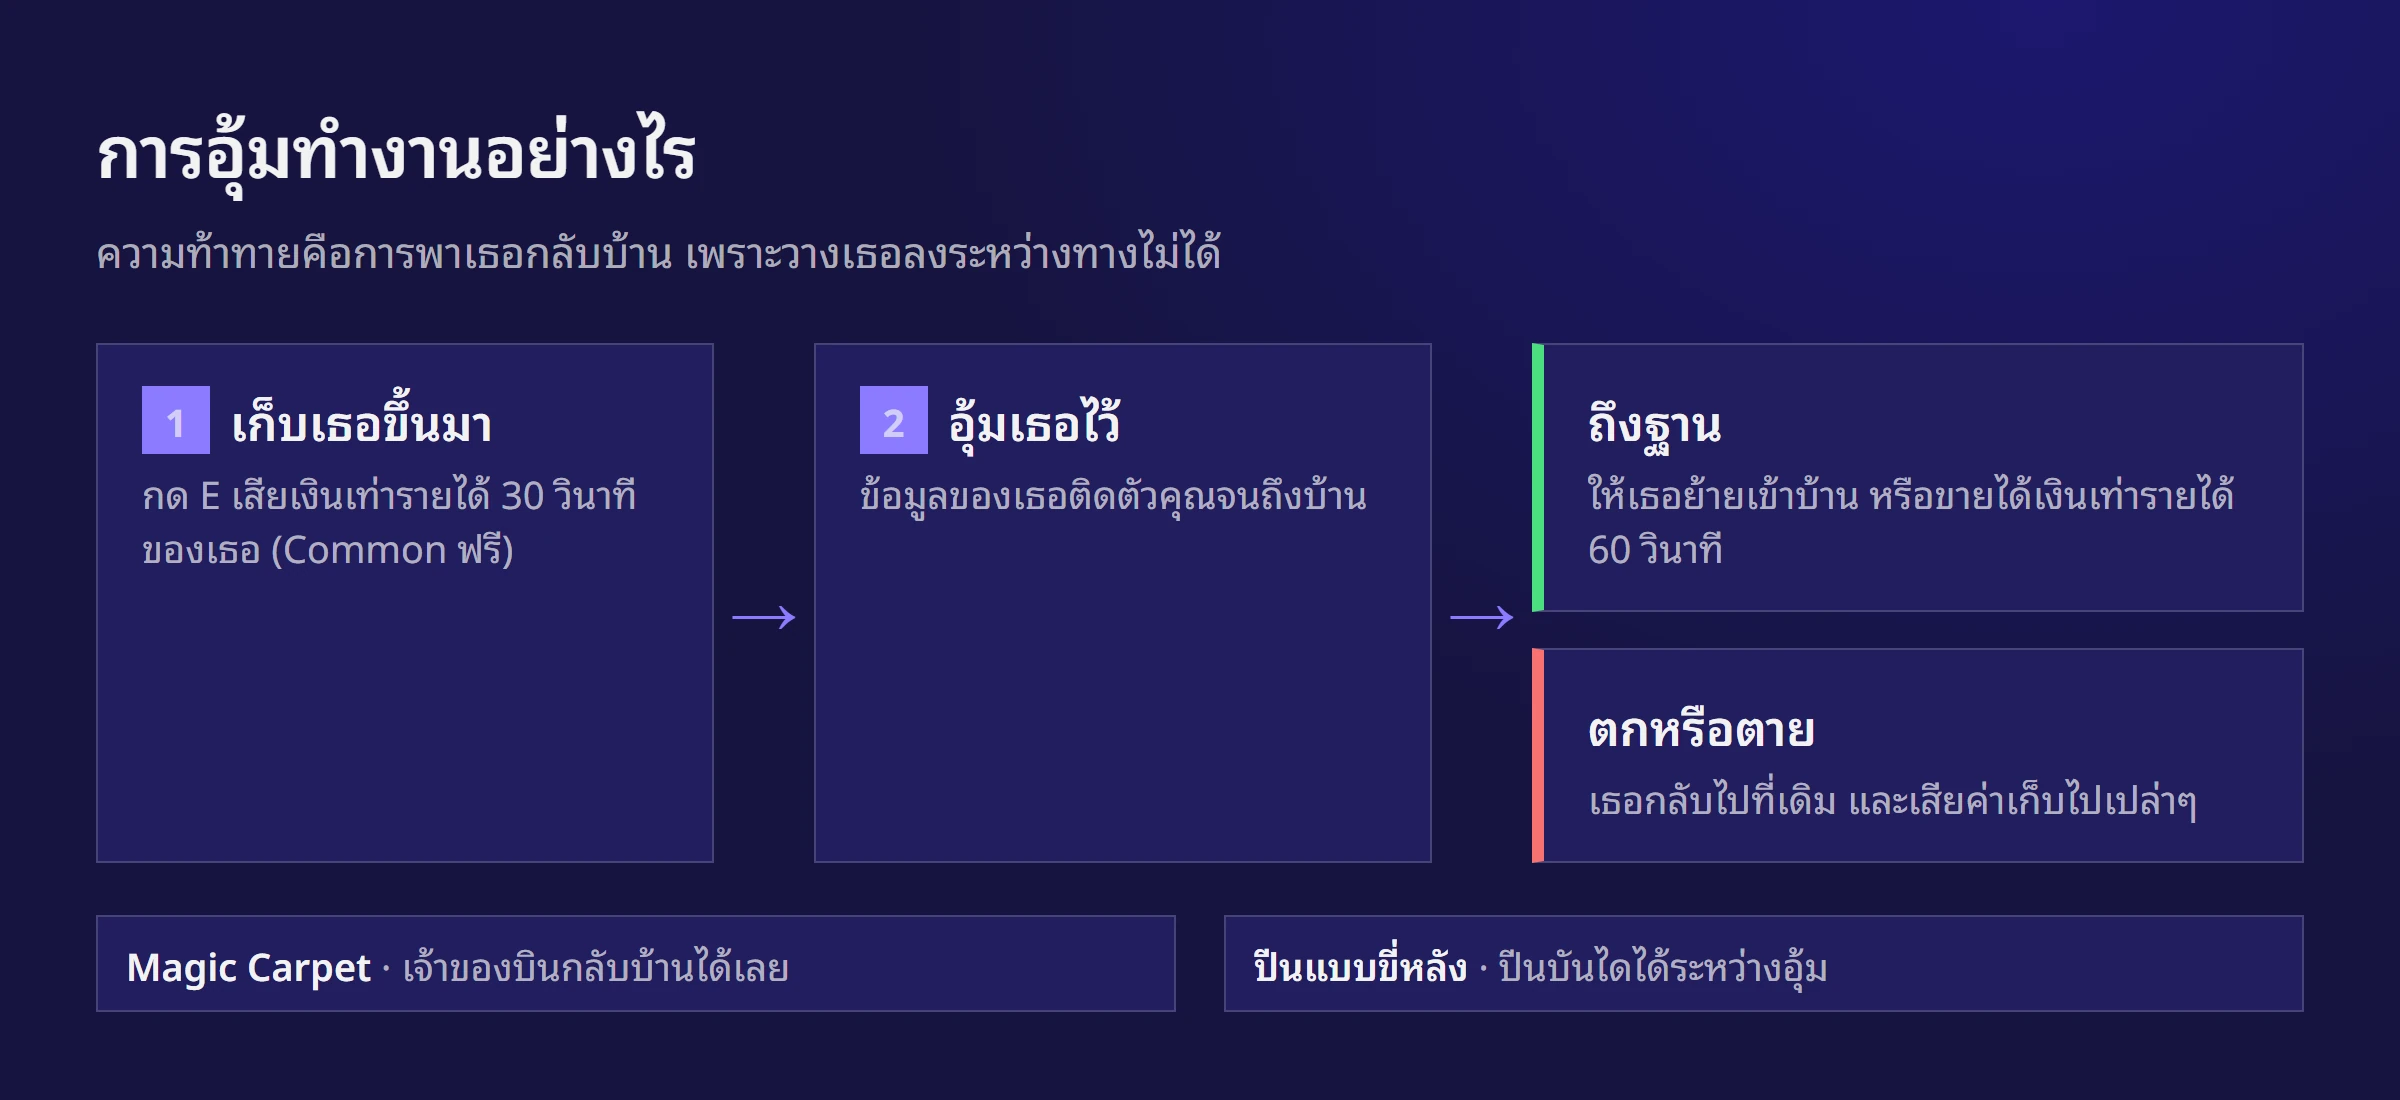 การอุ้มทำงานอย่างไร
ความท้าทายคือการพาเธอกลับบ้าน เพราะวางเธอลงระหว่างทางไม่ได้
1 เก็บเธอขึ้นมา
กด E เสียเงินเท่ารายได้ 30 วินาที
ของเธอ (Common ฟรี)
→
2 อุ้มเธอไว้
ข้อมูลของเธอติดตัวคุณจนถึงบ้าน
→
ถึงฐาน
ให้เธอย้ายเข้าบ้าน หรือขายได้เงินเท่ารายได้
60 วินาที
ตกหรือตาย
เธอกลับไปที่เดิม และเสียค่าเก็บไปเปล่าๆ
Magic Carpet · เจ้าของบินกลับบ้านได้เลย
ปีนแบบขี่หลัง · ปีนบันไดได้ระหว่างอุ้ม